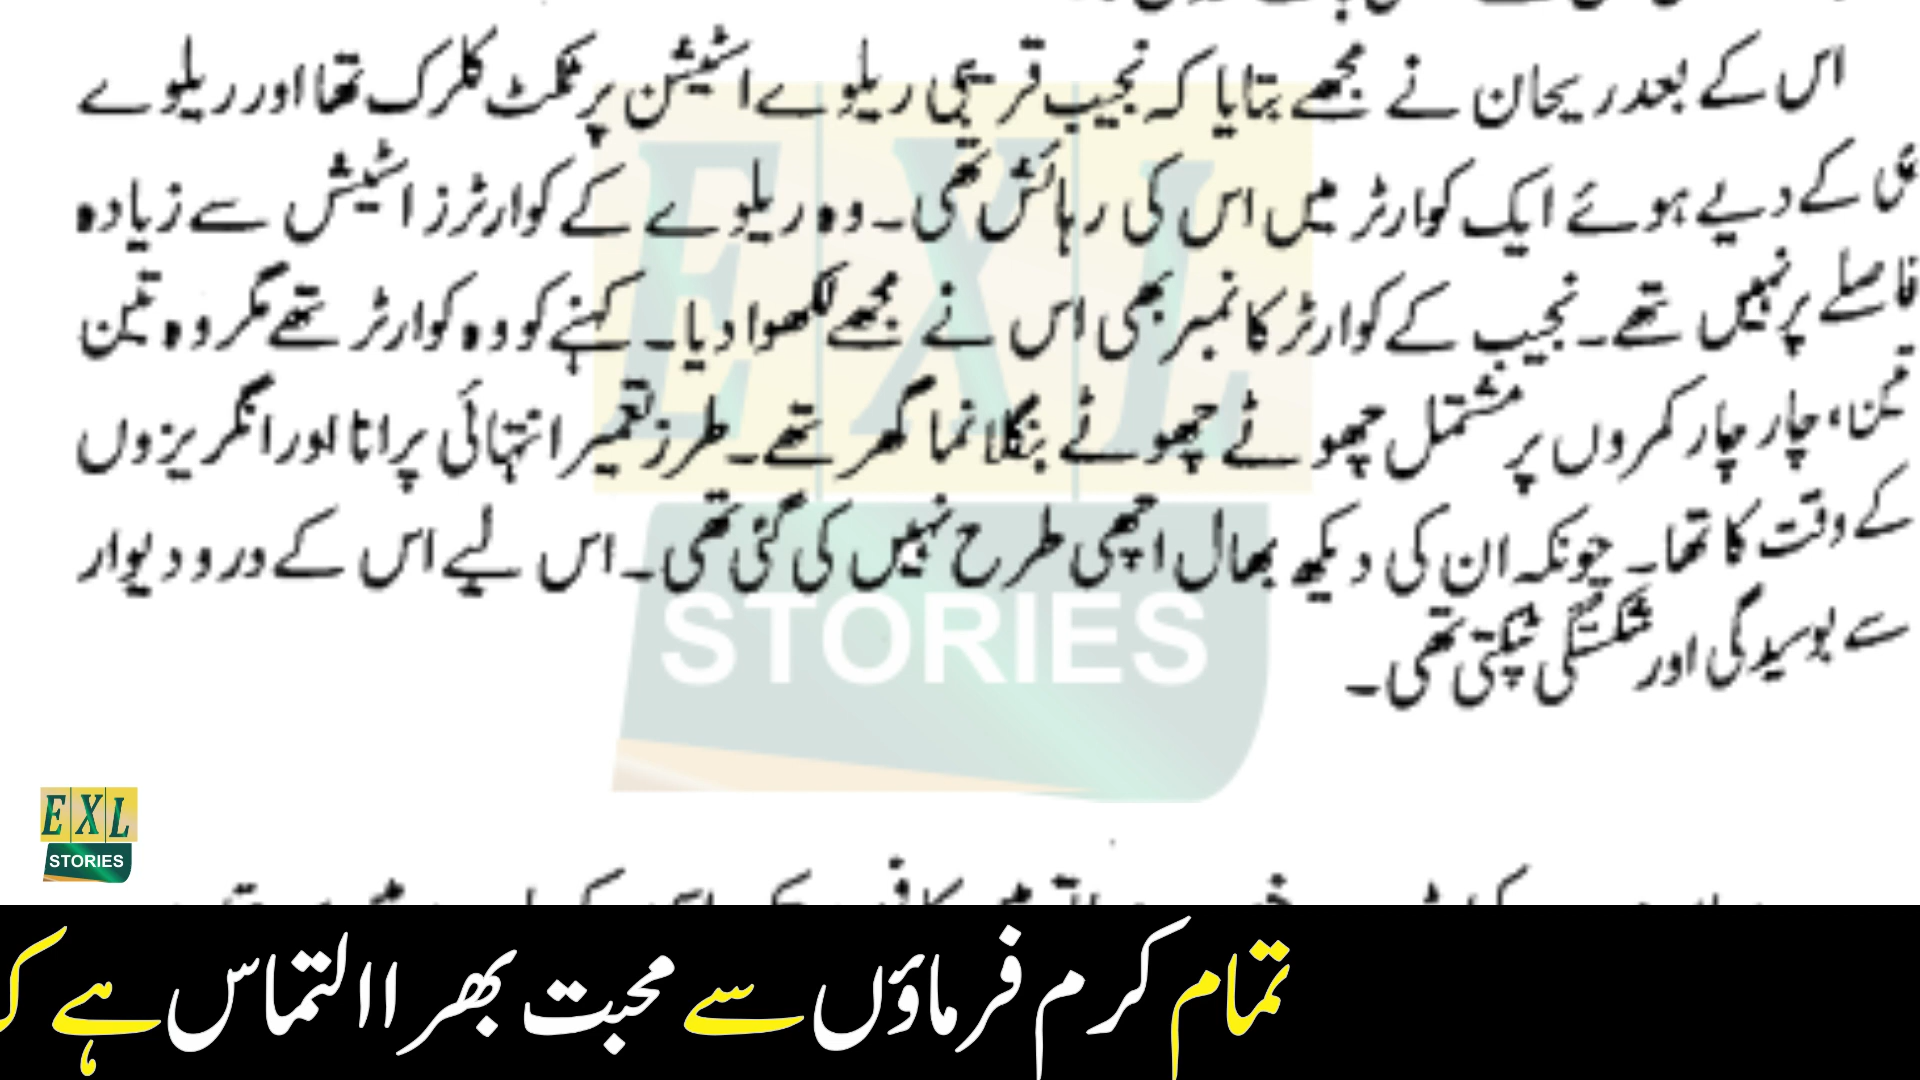 اس کے بعد ریحان نے مجھے بتایا کہ نجیب قریبی ریلوے اسٹیشن پر ٹکٹ کلرک تھا اور ریلوے
ہی کے دیے ہوئے ایک کوارٹر میں اس کی رہائش تھی۔ وہ ریلوے کے کوارٹرز اسٹیشن سے زیادہ
فاصلے پر نہیں تھے۔ نجیب کے کوارٹر کا نمبر بھی اس نے مجھے لکھوا دیا۔ کہنے کو وہ کوارٹر تھے مگر وہ تین
تین، چار چار کمروں پر مشتمل چھوٹے چھوٹے بنگلا نما گھر تھے۔ طرز تعمیر انتہائی پرانا اور انگریزوں
کے وقت کا تھا۔ چونکہ ان کی دیکھ بھال اچھی طرح نہیں کی گئی تھی۔ اس لیے اس کے در و دیوار
سے بوسیدگی اور شکستگی ٹپکتی تھی۔
EXL
STORIES
EXL
STORIES
تمام کرم فرماؤں سے محبت بھرا التماس ہے